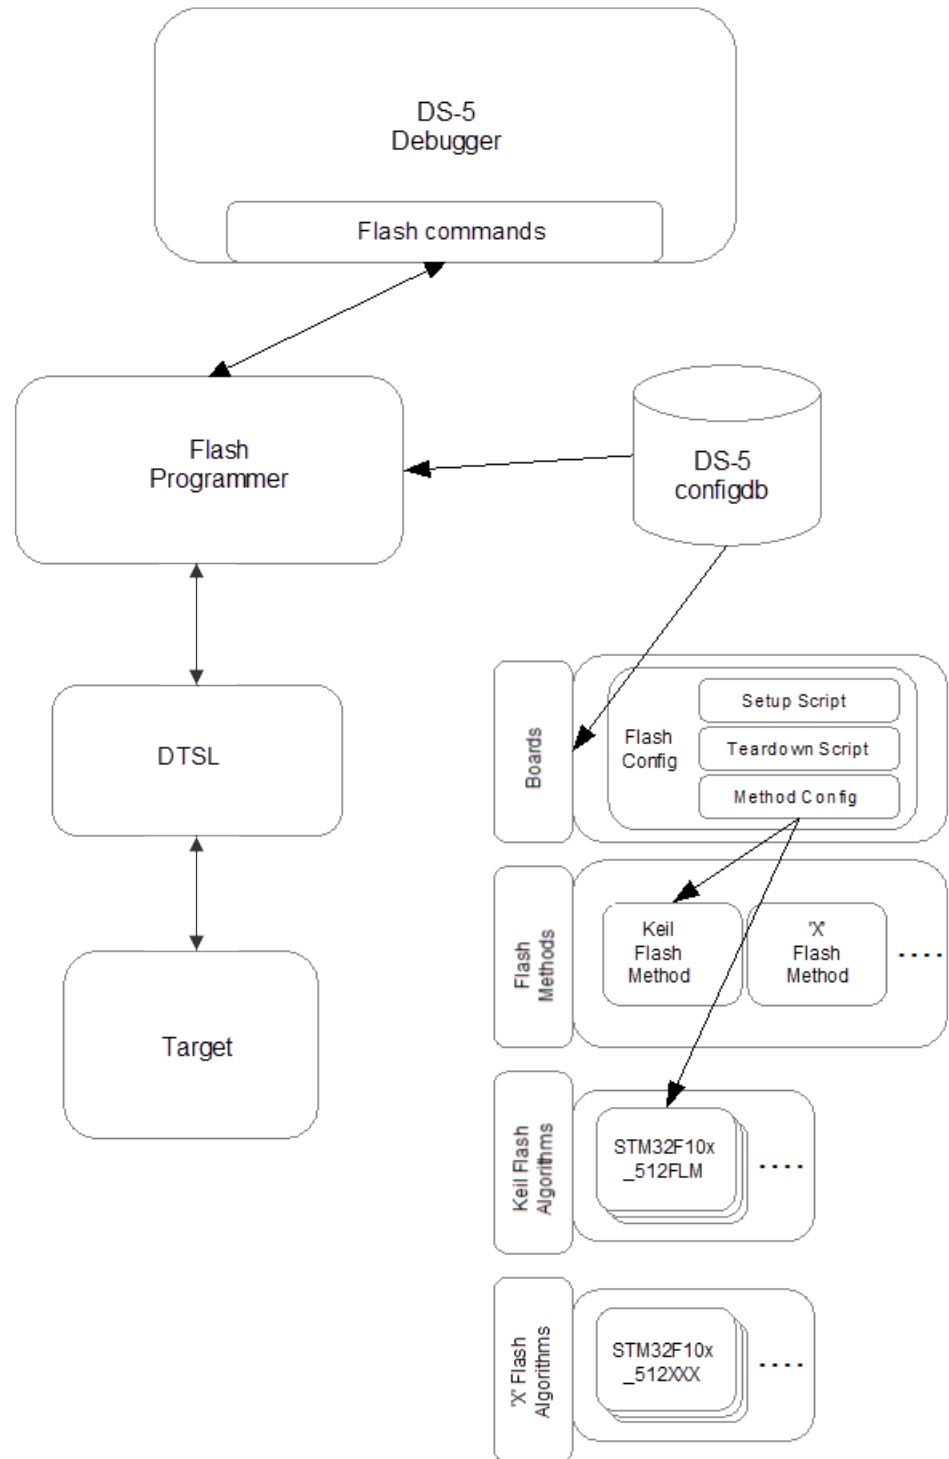 DS-5
Debugger
Flash commands
Flash
Programmer
DS-5
configdb
DTSL
Target
Boards
Flash
Config
Setup Script
Teardown Script
Method Config
Flash
Methods
Keil
Flash
Method
'X'
Flash
Method
....
Keil Flash
Algorithms
STM32F10x
_512FLM
....
'X' Flash
Algorithms
STM32F10x
_512XXX
....